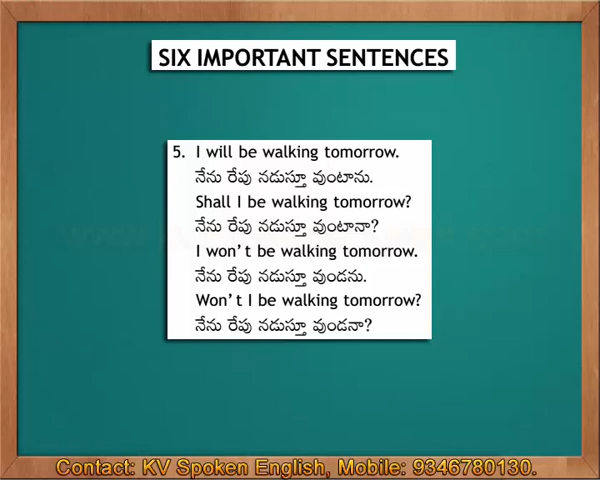 SIX IMPORTANT SENTENCES
5. I will be walking tomorrow.
నేను రేపు నడుస్తూ వుంటాను.
Shall I be walking tomorrow?
నేను రేపు నడుస్తూ వుంటానా?
I won't be walking tomorrow.
నేను రేపు నడుస్తూ వుండను.
Won't I be walking tomorrow?
నేను రేపు నడుస్తూ వుండనా?
Contact: KV Spoken English, Mobile: 9346780130.